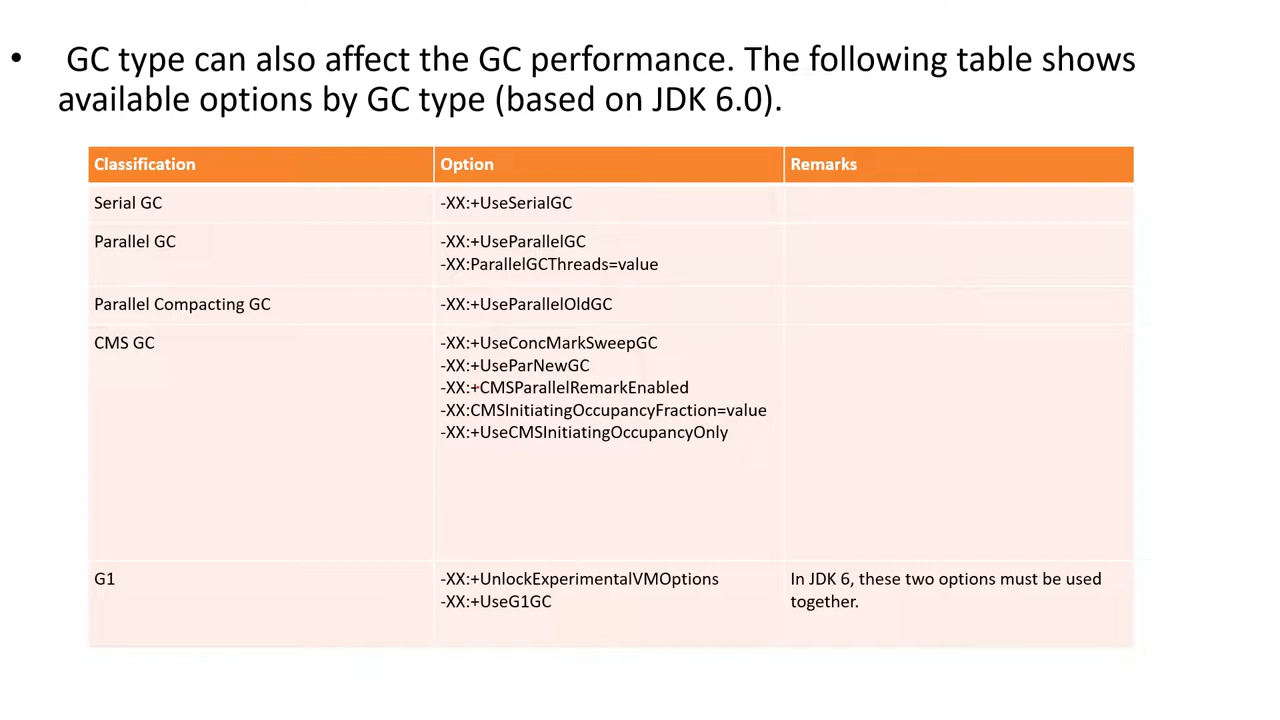 • GC type can also affect the GC performance. The following table shows
available options by GC type (based on JDK 6.0).
Classification Option Remarks
Serial GC -XX:+UseSerialGC
Parallel GC -XX:+UseParallelGC
-XX:ParallelGCThreads=value
Parallel Compacting GC -XX:+UseParallelOldGC
CMS GC -XX:+UseConcMarkSweepGC
-XX:+UseParNewGC
-XX:+CMSParallelRemarkEnabled
-XX:CMSInitiatingOccupancyFraction=value
-XX:+UseCMSInitiatingOccupancyOnly
G1 -XX:+UnlockExperimentalVMOptions In JDK 6, these two options must be used
-XX:+UseG1GC together.